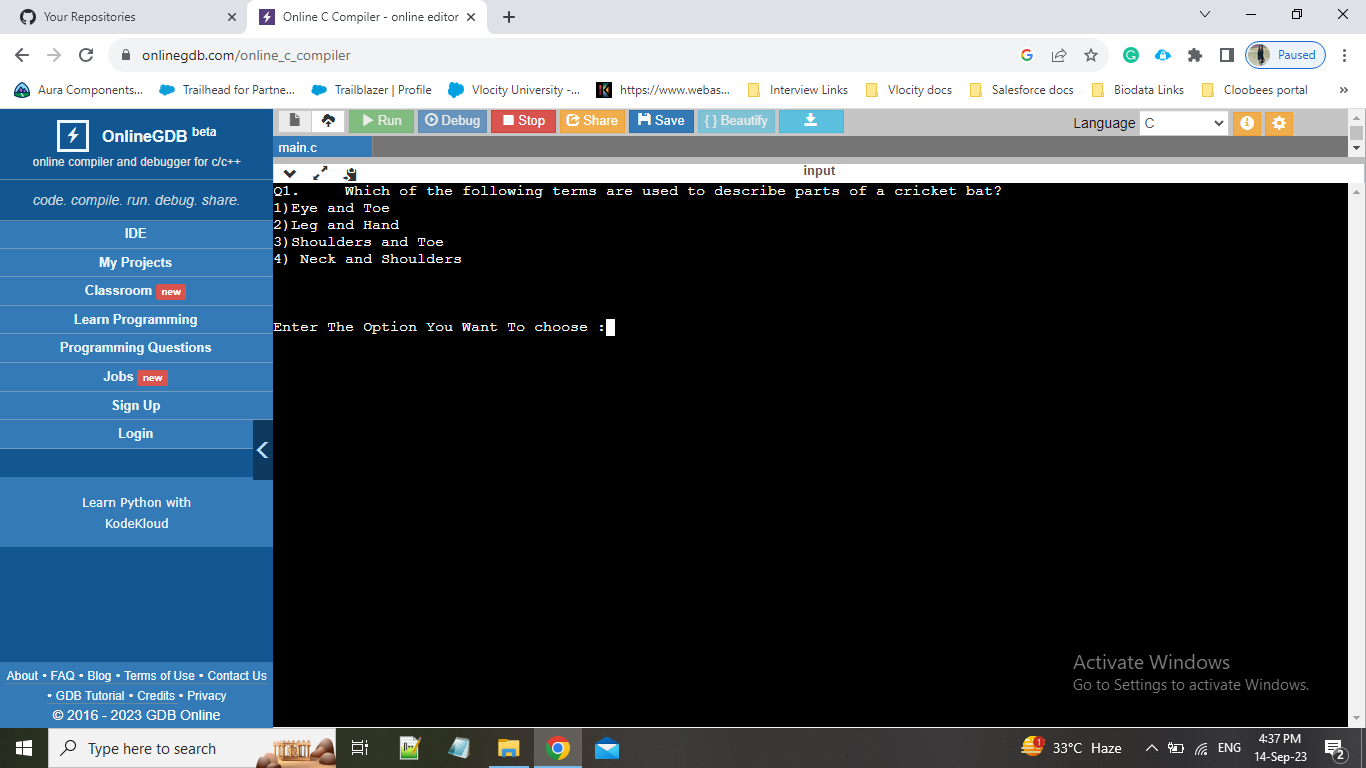 Your Repositories
Online C Compiler - online editor
onlinegdb.com/online_c_compiler
Paused
Aura Components...
Trailhead for Partne...
Trailblazer | Profile
Vlocity University -...
https://www.webas...
Interview Links
Vlocity docs
Salesforce docs
Biodata Links
Cloobees portal
»
OnlineGDB beta
online compiler and debugger for c/c++
code. compile. run. debug. share.
IDE
My Projects
Classroom new
Learn Programming
Programming Questions
Jobs new
Sign Up
Login
Learn Python with
KodeKloud
About • FAQ • Blog • Terms of Use • Contact Us
• GDB Tutorial • Credits • Privacy
© 2016 - 2023 GDB Online
Run
Debug
Stop
Share
Save
{ } Beautify
Language C
main.c
input
Q1. Which of the following terms are used to describe parts of a cricket bat?
1)Eye and Toe
2)Leg and Hand
3)Shoulders and Toe
4) Neck and Shoulders
Enter The Option You Want To choose :
Activate Windows
Go to Settings to activate Windows.
Type here to search
1
33°C Haze
ENG
4:37 PM
14-Sep-23
2